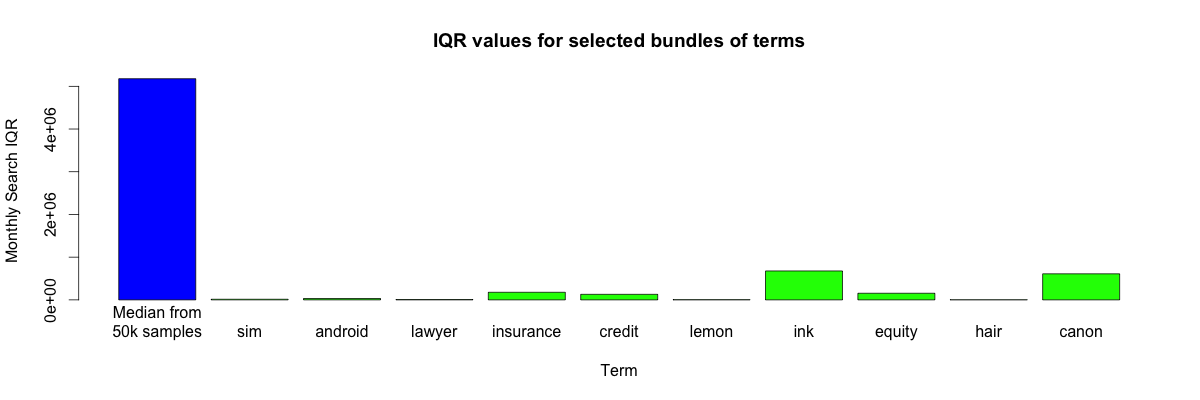 IQR values for selected bundles of terms
Monthly Search IQR
4e+06
2e+06
0e+00
Median from
50k samples
sim
android
lawyer
insurance
credit
lemon
ink
equity
hair
canon
Term